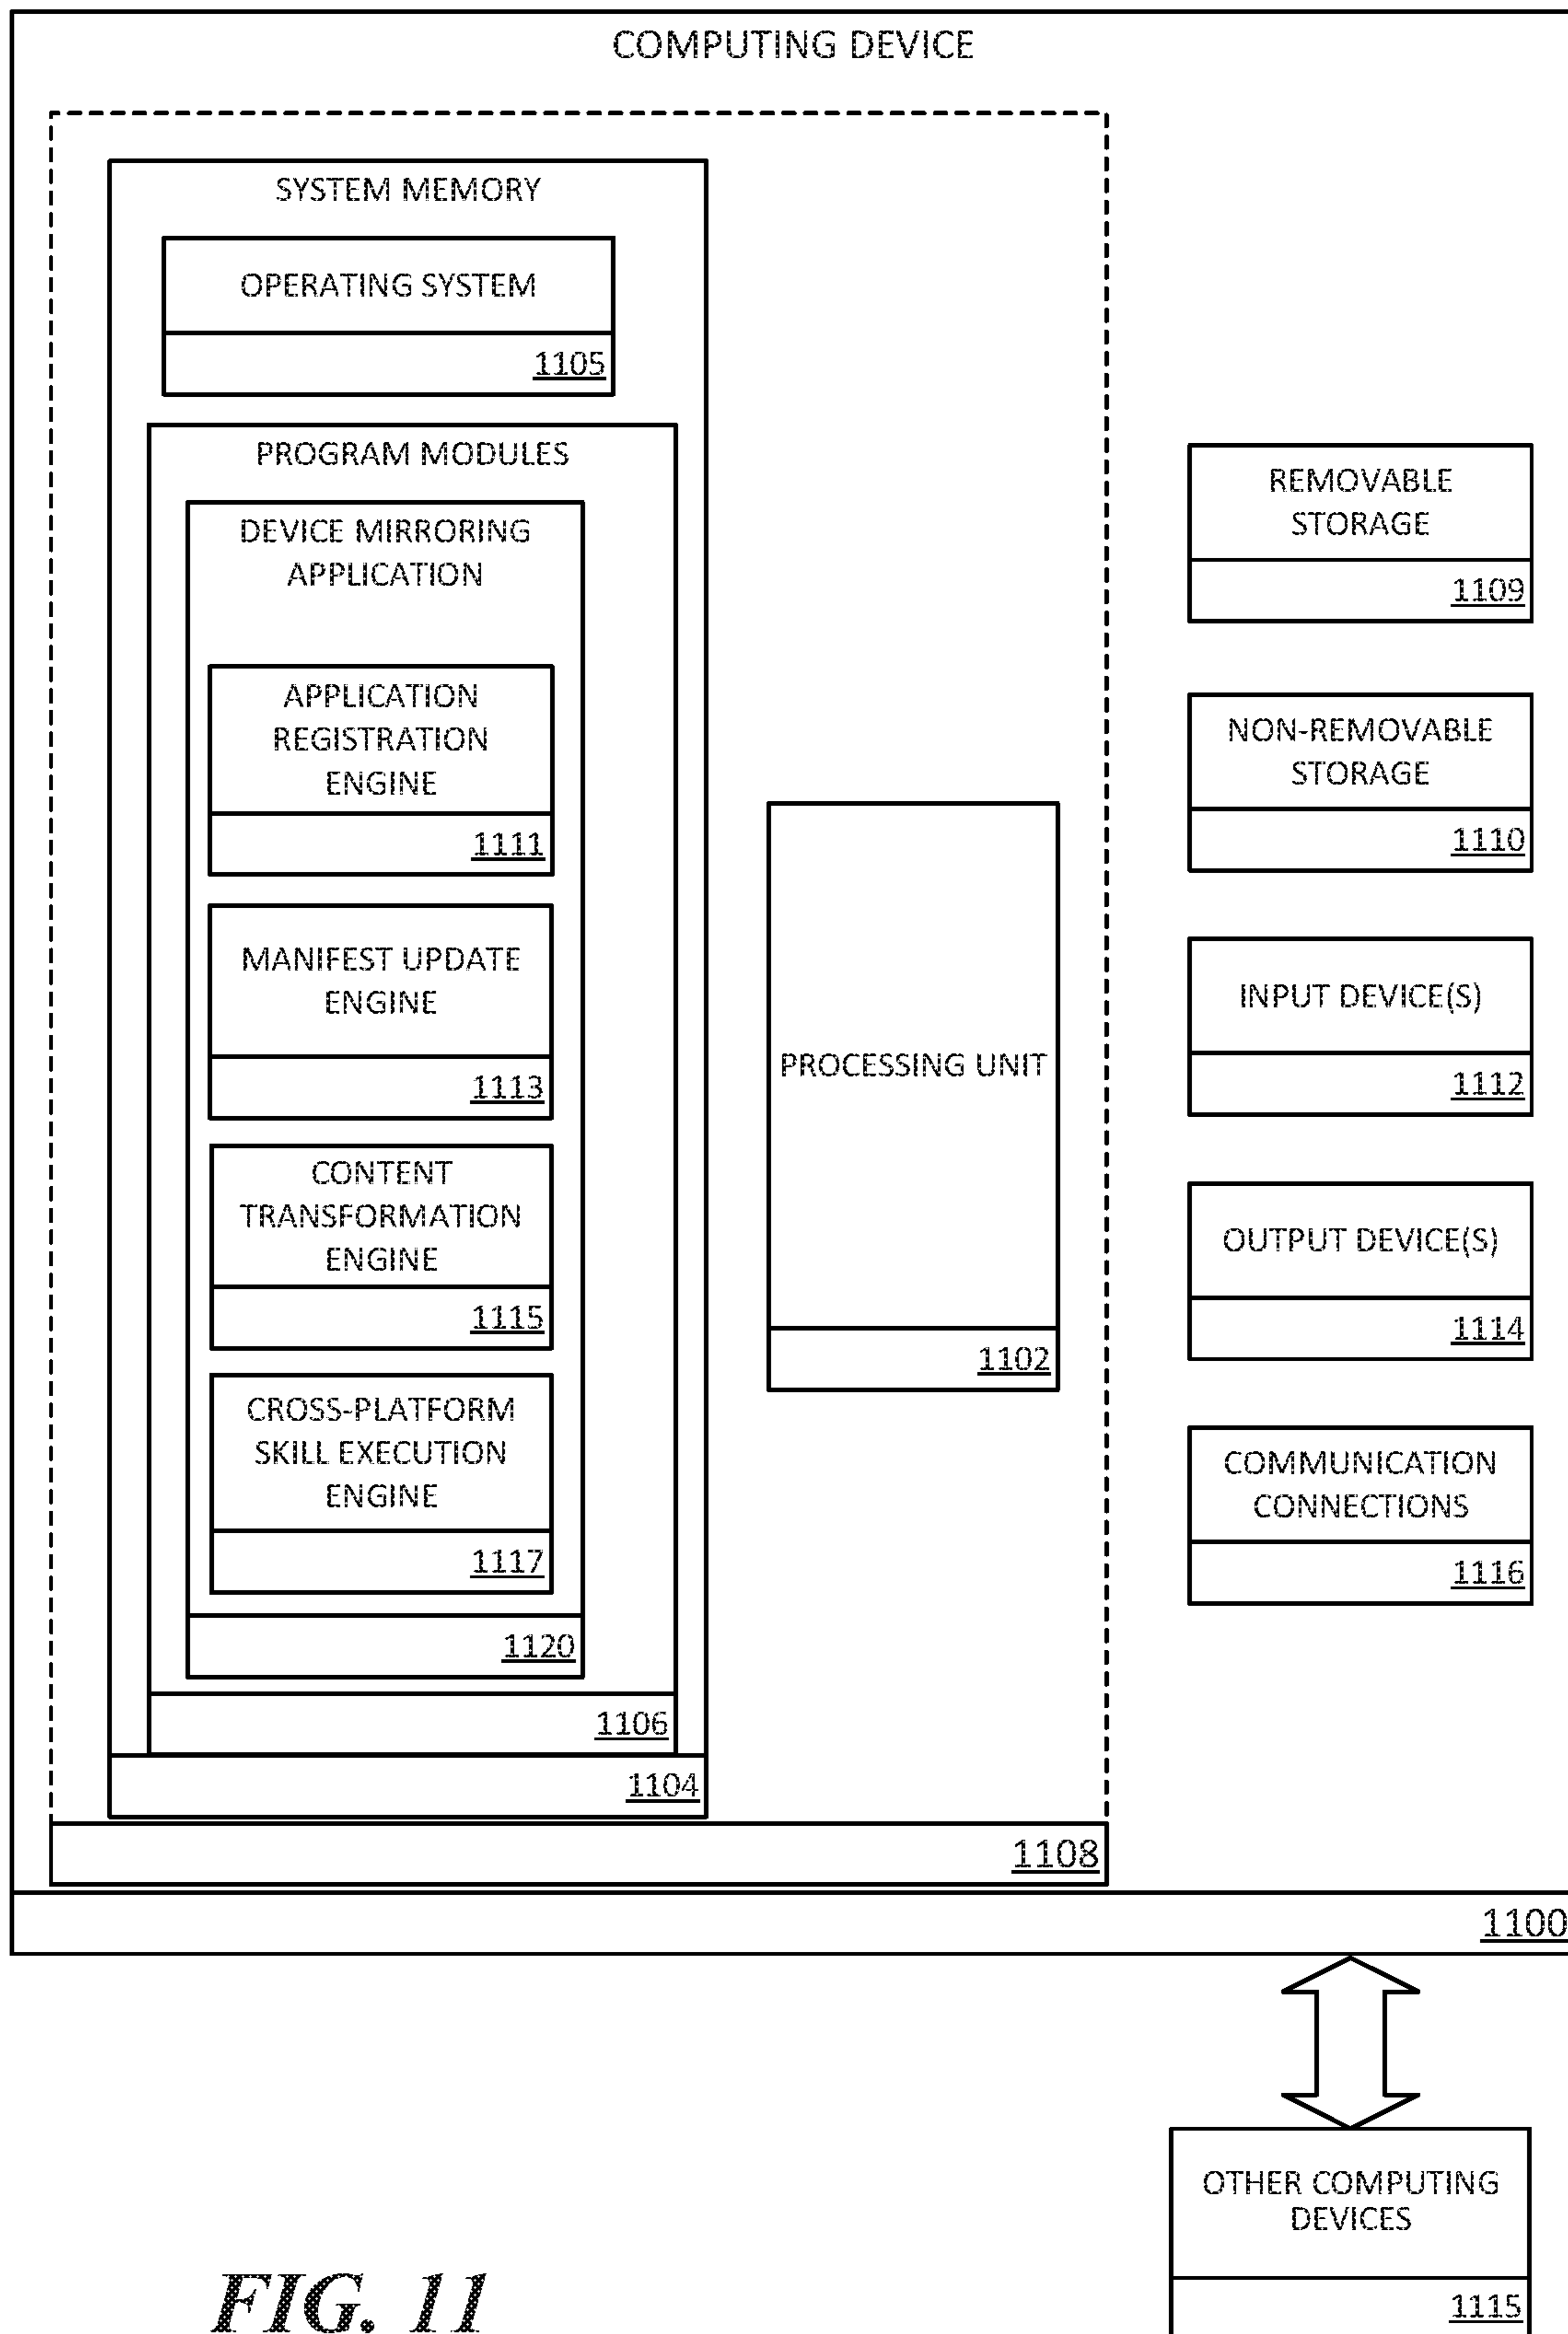 COMPUTING DEVICE
SYSTEM MEMORY
OPERATING SYSTEM
1105
PROGRAM MODULES
DEVICE MIRRORING
APPLICATION
APPLICATION
REGISTRATION
ENGINE
1111
MANIFEST UPDATE
ENGINE
1113
CONTENT
TRANSFORMATION
ENGINE
1115
CROSS-PLATFORM
SKILL EXECUTION
ENGINE
1117
1120
1106
1104
PROCESSING UNIT
1102
1108
REMOVABLE
STORAGE
1109
NON-REMOVABLE
STORAGE
1110
INPUT DEVICE(S)
1112
OUTPUT DEVICE(S)
1114
COMMUNICATION
CONNECTIONS
1116
1100
OTHER COMPUTING
DEVICES
1115
FIG. 11